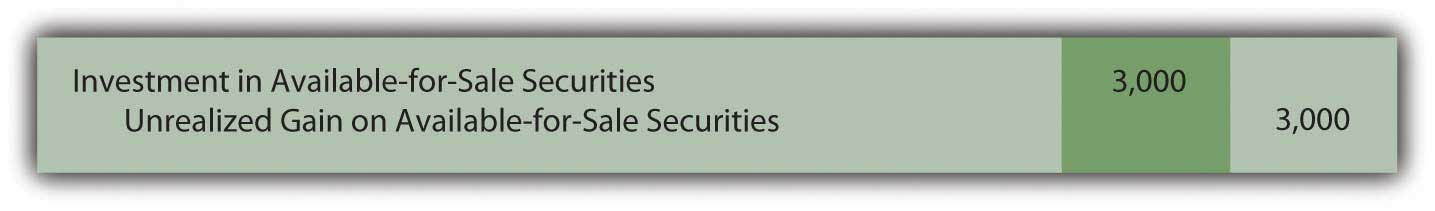 Investment in Available-for-Sale Securities 3,000
Unrealized Gain on Available-for-Sale Securities 3,000